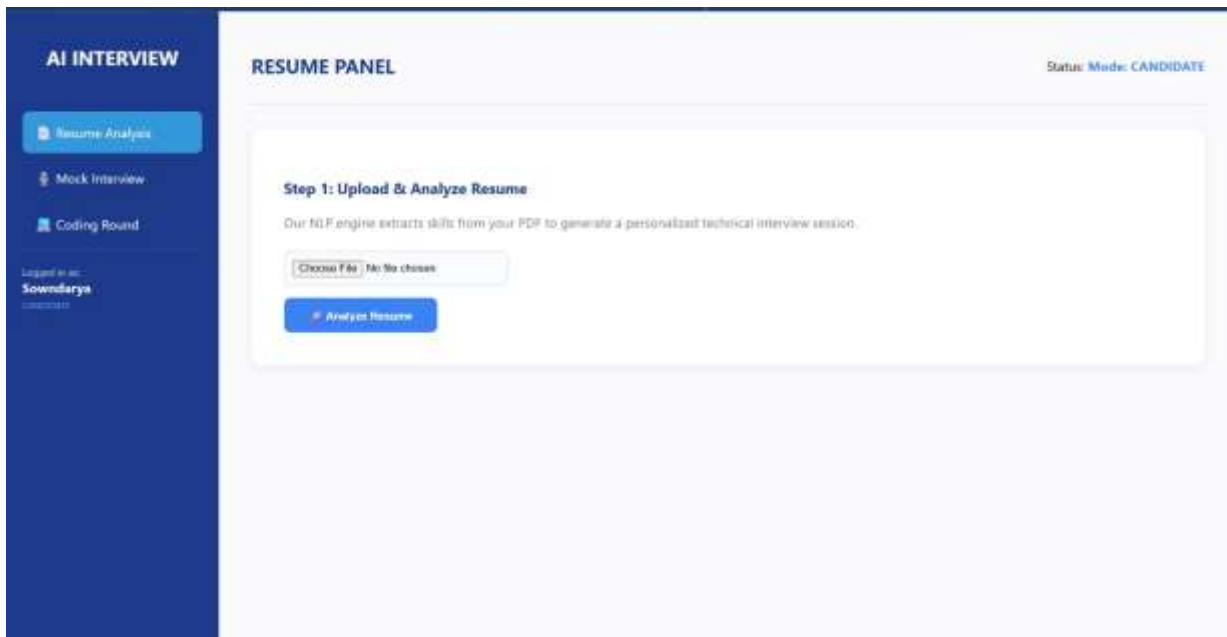 AI INTERVIEW
Resume Analysis
Mock Interview
Coding Round
Logged in as:
Sowndarya
RESUME PANEL
Status: Mode: CANDIDATE
Step 1: Upload & Analyze Resume
Our NLP engine extracts skills from your PDF to generate a personalized technical interview session.
Choose File No file chosen
Analyze Resume